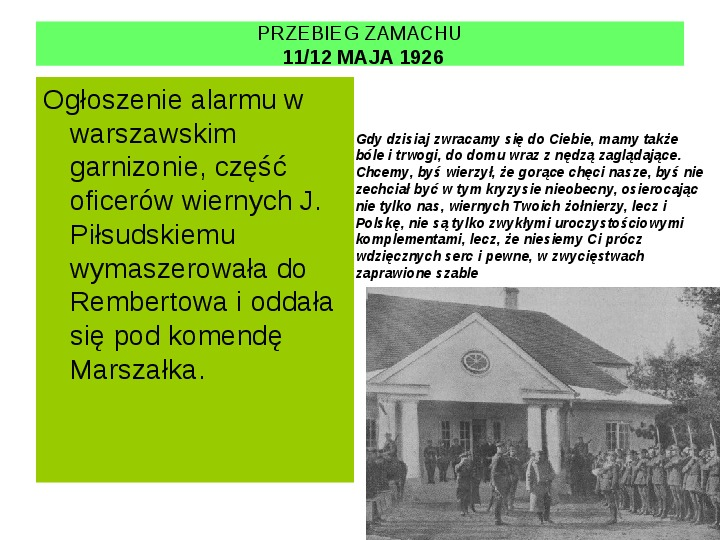 PRZEBIEG ZAMACHU
11/12 MAJA 1926
Ogłoszenie alarmu w
warszawskim
garnizonie, część
oficerów wiernych J.
Piłsudskiemu
wymaszerowała do
Rembertowa i oddała
się pod komendę
Marszałka.
Gdy dzisiaj zwracamy się do Ciebie, mamy także
bóle i trwogi, do domu wraz z nędzą zaglądające.
Chcemy, byś wierzył, że gorące chęci nasze, byś nie
zechciał być w tym kryzysie nieobecny, osierocając
nie tylko nas, wiernych Twoich żołnierzy, lecz i
Polskę, nie są tylko zwykłymi uroczystościowymi
komplementami, lecz, że niesiemy Ci prócz
wdzięcznych serc i pewne, w zwycięstwach
zaprawione szable